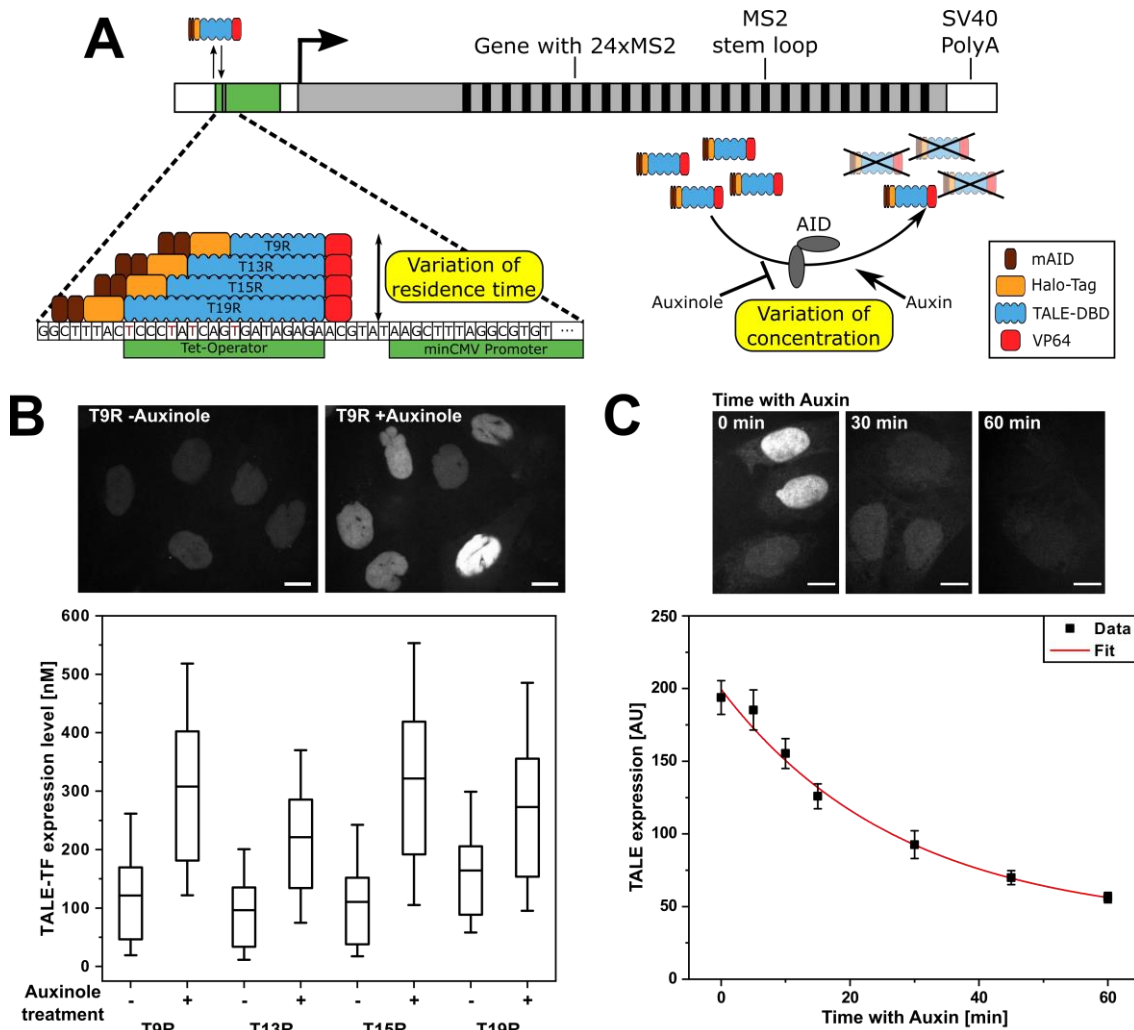 A
Gene with 24xMS2
MS2
stem loop
SV40
PolyA
T9R
T13R
T15R
T19R
Variation of
residence time
GGCTTTACTCCCTATCAGTGATAGAGAACGTATAAGCTTTAGGCGTGT ...
Tet-Operator
minCMV Promoter
AID
Auxinole
Auxin
Variation of
concentration
mAID
Halo-Tag
TALE-DBD
VP64
B
T9R -Auxinole
T9R +Auxinole
TALE-TF expression level [nM]
600
500
400
300
200
100
0
Auxinole
treatment
- + - + - + - +
T9R T13R T15R T19R
C
Time with Auxin
0 min
30 min
60 min
TALE expression [AU]
250
200
150
100
50
0
Data
Fit
0 20 40 60
Time with Auxin [min]